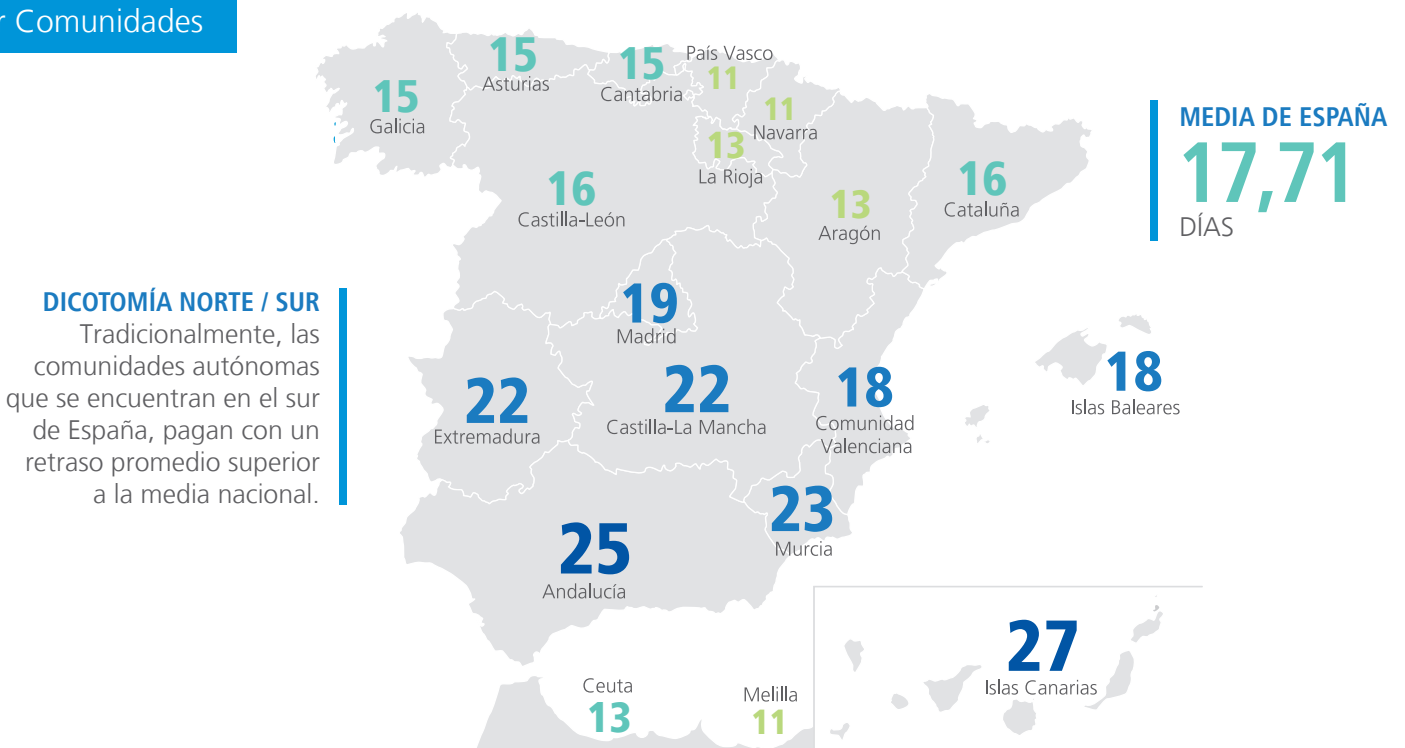 r Comunidades
15
Asturias
15
Cantabria
País Vasco
11
15
Galicia
11
Navarra
13
La Rioja
16
Castilla-León
13
Aragón
16
Cataluña
MEDIA DE ESPAÑA
17,71
DÍAS
DICOTOMÍA NORTE / SUR
Tradicionalmente, las
comunidades autónomas
que se encuentran en el sur
de España, pagan con un
retraso promedio superior
a la media nacional.
19
Madrid
22
Extremadura
22
Castilla-La Mancha
18
Comunidad
Valenciana
18
Islas Baleares
23
Murcia
25
Andalucía
27
Islas Canarias
Ceuta
13
Melilla
11